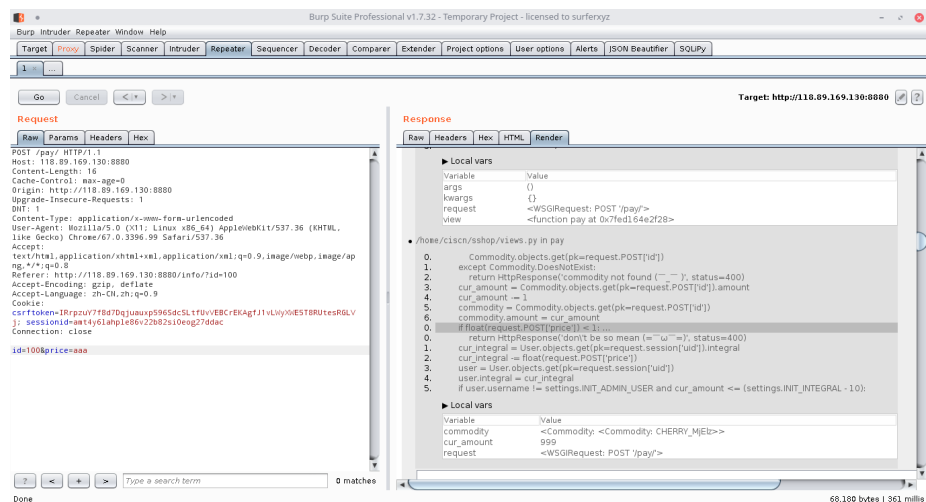 Burp Suite Professional v1.7.32 - Temporary Project - licensed to surferxyz
Burp Intruder Repeater Window Help
Target Proxy Spider Scanner Intruder Repeater Sequencer Decoder Comparer Extender Project options User options Alerts JSON Beautifier SQLiPy
1 × ...
Go Cancel < | ▾ > | ▾
Target: http://118.89.169.130:8880
Request
Raw Params Headers Hex
POST /pay/ HTTP/1.1
Host: 118.89.169.130:8880
Content-Length: 16
Cache-Control: max-age=0
Origin: http://118.89.169.130:8880
Upgrade-Insecure-Requests: 1
DNT: 1
Content-Type: application/x-www-form-urlencoded
User-Agent: Mozilla/5.0 (X11; Linux x86_64) AppleWebKit/537.36 (KHTML,
like Gecko) Chrome/67.0.3396.99 Safari/537.36
Accept:
text/html,application/xhtml+xml,application/xml;q=0.9,image/webp,image/ap
ng,*/*;q=0.8
Referer: http://118.89.169.130:8880/info/?id=100
Accept-Encoding: gzip, deflate
Accept-Language: zh-CN,zh;q=0.9
Cookie:
j;
Connection: close
id=100&price=aaa
? < + > Type a search term 0 matches
Response
Raw Headers Hex HTML Render
▶ Local vars
Variable Value
args ()
kwargs {}
request <WSGIRequest: POST '/pay/'>
view <function pay at 0x7fed164e2f28>
• /home/ciscn/sshop/views.py in pay
0. Commodity.objects.get(pk=request.POST['id'])
1. except Commodity.DoesNotExist:
2. return HttpResponse('commodity not found (￣_￣)', status=400)
3. cur_amount = Commodity.objects.get(pk=request.POST['id']).amount
4. cur_amount -= 1
5. commodity = Commodity.objects.get(pk=request.POST['id'])
6. commodity.amount = cur_amount
0. if float(request.POST['price']) < 1: ...
0. return HttpResponse('don\'t be so mean (=￣ω￣=)', status=400)
1. cur_integral = User.objects.get(pk=request.session['uid']).integral
2. cur_integral -= float(request.POST['price'])
3. user = User.objects.get(pk=request.session['uid'])
4. user.integral = cur_integral
5. if user.username != settings.INIT_ADMIN_USER and cur_amount <= (settings.INIT_INTEGRAL - 10):
▶ Local vars
Variable Value
commodity <Commodity: <Commodity: CHERRY_MjElz>>
cur_amount 999
request <WSGIRequest: POST '/pay/'>
Done
68,180 bytes | 361 millis